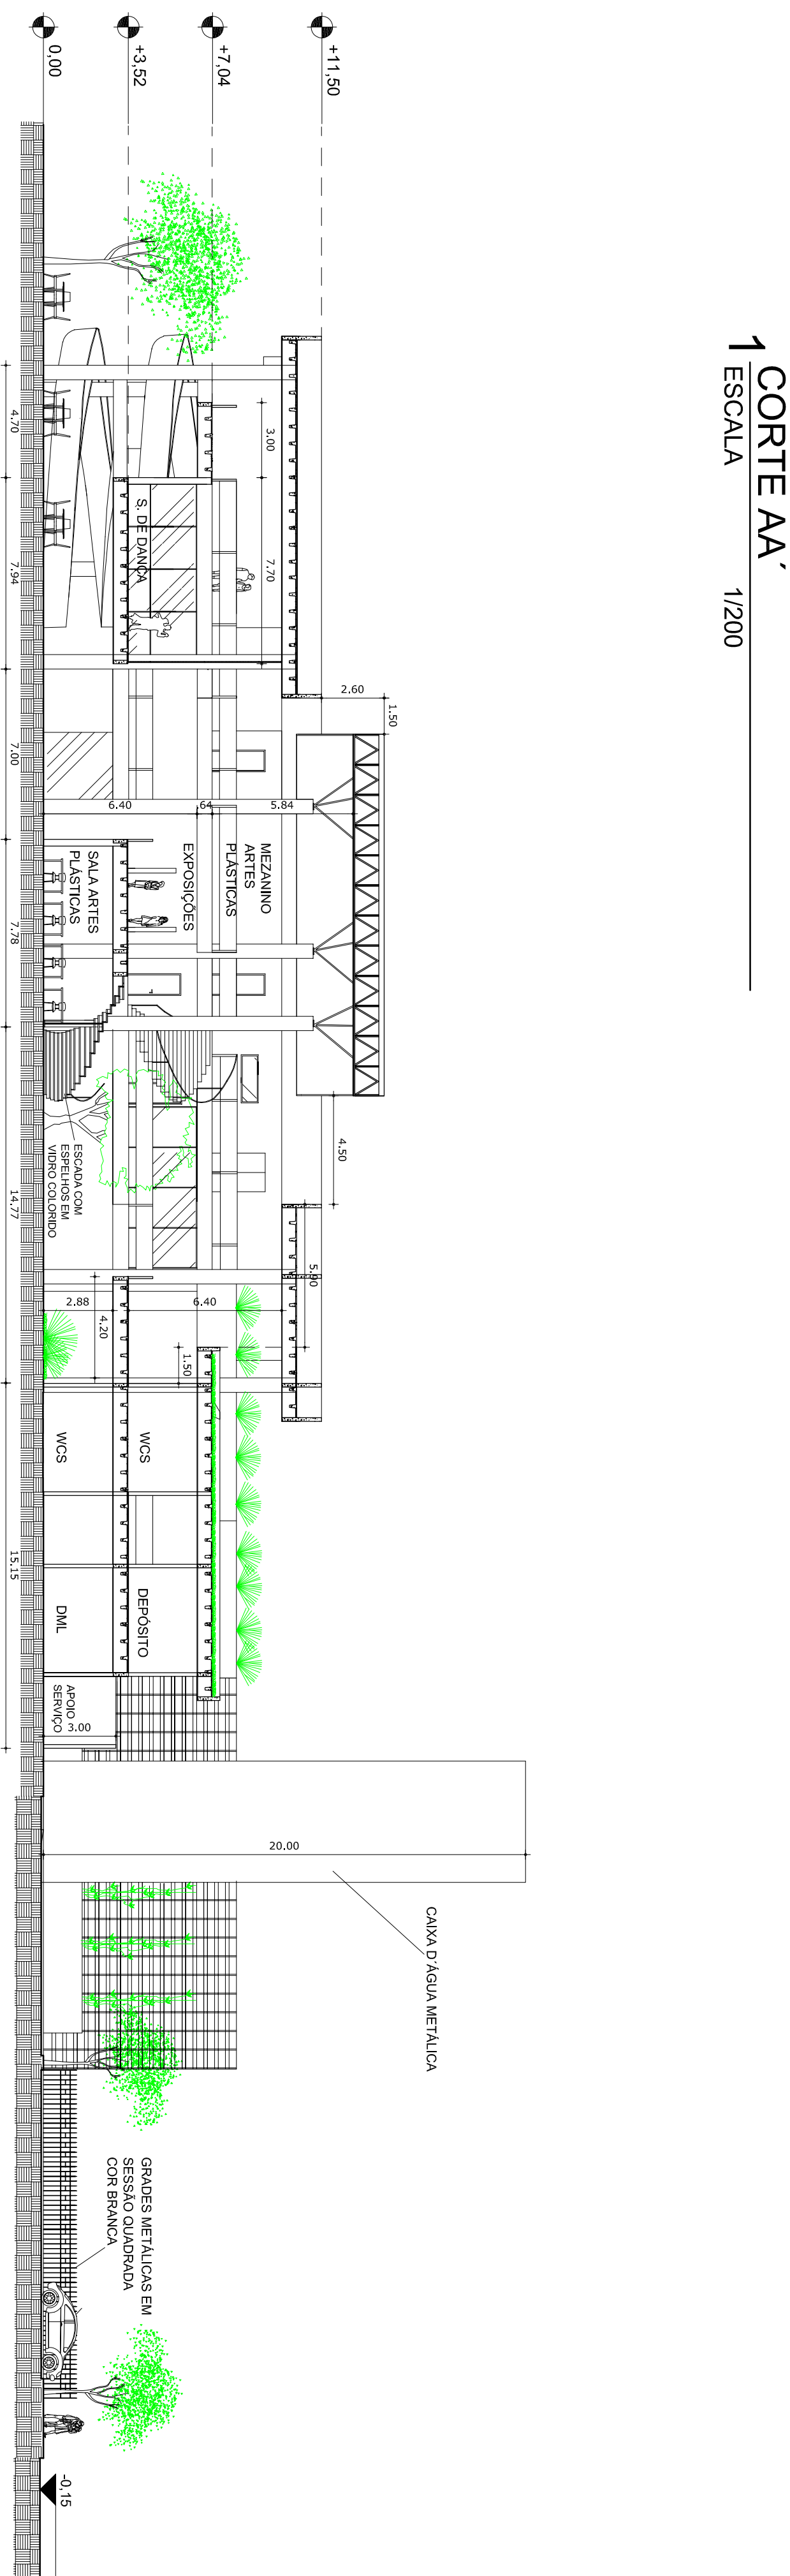 1 CORTE AA´
ESCALA 1/200
+11,50
+7,04
+3,52
0,00
3.00
7.70
S. DE DANÇA
2.60
1.50
6.40
.64
5.84
MEZANINO
ARTES
PLÁSTICAS
EXPOSIÇÕES
SALA ARTES
PLÁSTICAS
ESCADA COM
ESPELHOS EM
VIDRO COLORIDO
4.50
5.90
2.88
6.40
4.20
1.50
WCS
WCS
DEPÓSITO
DML
APOIO
SERVIÇO
3.00
20.00
CAIXA D´ÁGUA METÁLICA
GRADES METÁLICAS EM
SESSÃO QUADRADA
COR BRANCA
-0,15
4.70
7.94
7.00
7.78
14.77
15.15